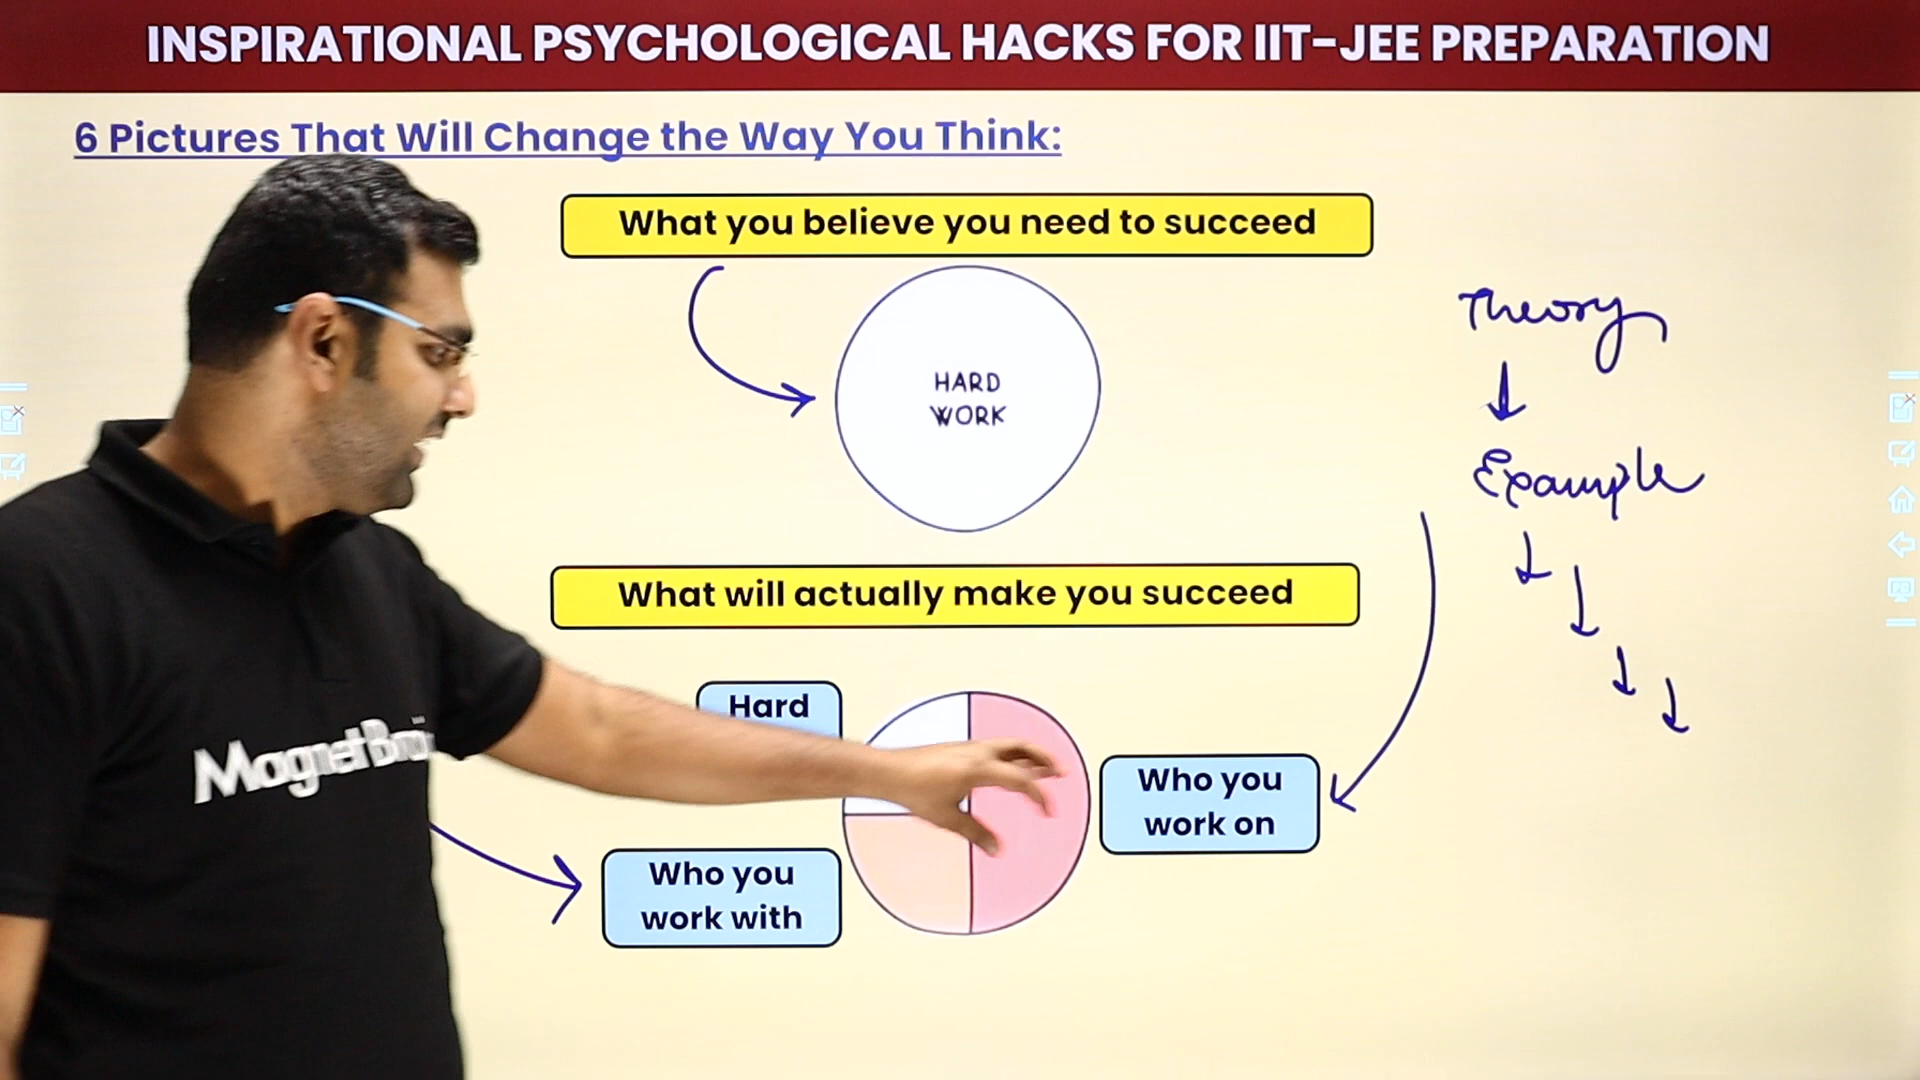 INSPIRATIONAL PSYCHOLOGICAL HACKS FOR IIT-JEE PREPARATION
6 Pictures That Will Change the Way You Think:
What you believe you need to succeed
HARD
WORK
Theory
Example
What will actually make you succeed
Hard
Who you
work on
Who you
work with